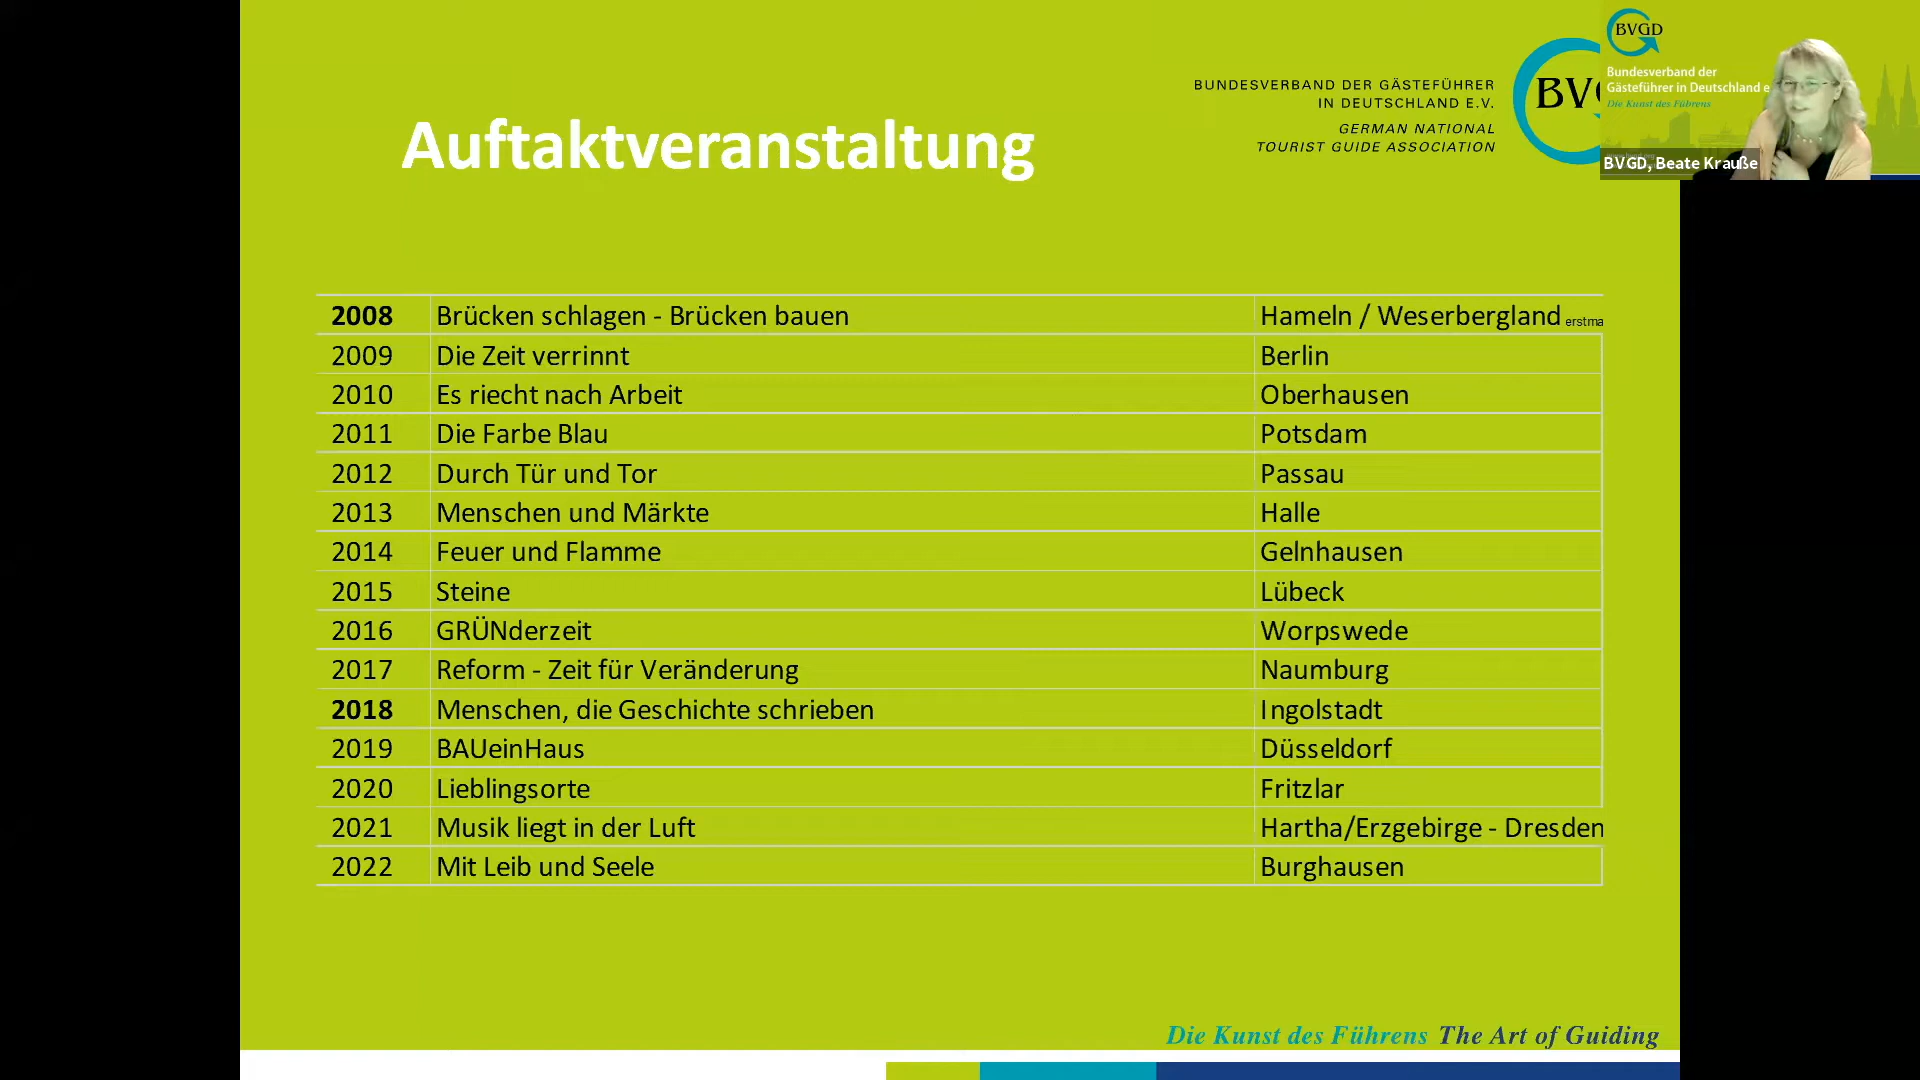 BUNDESVERBAND DER GÄSTEFÜHRER
IN DEUTSCHLAND E.V.
GERMAN NATIONAL
TOURIST GUIDE ASSOCIATION
BVGD
Bundesverband der
Gästeführer in Deutschland e
Die Kunst des Führens
BVGD, Beate Krauße
Auftaktveranstaltung
2008 Brücken schlagen - Brücken bauen Hameln / Weserbergland erstma
2009 Die Zeit verrinnt Berlin
2010 Es riecht nach Arbeit Oberhausen
2011 Die Farbe Blau Potsdam
2012 Durch Tür und Tor Passau
2013 Menschen und Märkte Halle
2014 Feuer und Flamme Gelnhausen
2015 Steine Lübeck
2016 GRÜNderzeit Worpswede
2017 Reform - Zeit für Veränderung Naumburg
2018 Menschen, die Geschichte schrieben Ingolstadt
2019 BAUeinHaus Düsseldorf
2020 Lieblingsorte Fritzlar
2021 Musik liegt in der Luft Hartha/Erzgebirge - Dresden
2022 Mit Leib und Seele Burghausen
Die Kunst des Führens The Art of Guiding